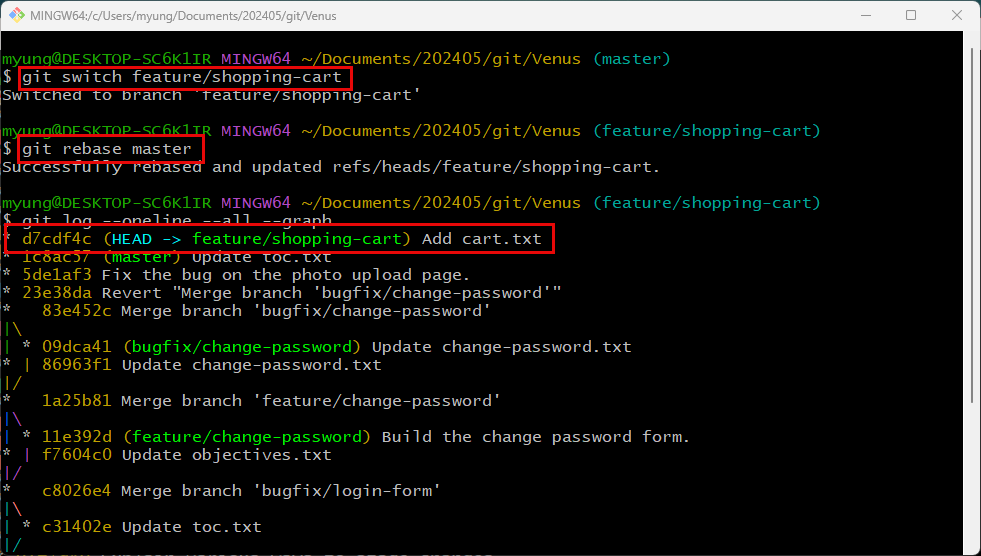 MINGW64:/c/Users/myung/Documents/202405/git/Venus
myung@DESKTOP-SC6K1IR MINGW64 ~/Documents/202405/git/Venus (master)
$ git switch feature/shopping-cart
Switched to branch 'feature/shopping-cart'
myung@DESKTOP-SC6K1IR MINGW64 ~/Documents/202405/git/Venus (feature/shopping-cart)
$ git rebase master
Successfully rebased and updated refs/heads/feature/shopping-cart.
myung@DESKTOP-SC6K1IR MINGW64 ~/Documents/202405/git/Venus (feature/shopping-cart)
$ git log --oneline --all --graph
* d7cdf4c (HEAD -> feature/shopping-cart) Add cart.txt
* 1c8ac57 (master) Update toc.txt
* 5de1af3 Fix the bug on the photo upload page.
* 23e38da Revert "Merge branch 'bugfix/change-password'"
*   83e452c Merge branch 'bugfix/change-password'
|\
| * 09dca41 (bugfix/change-password) Update change-password.txt
* | 86963f1 Update change-password.txt
|/
*   1a25b81 Merge branch 'feature/change-password'
|\
| * 11e392d (feature/change-password) Build the change password form.
* | f7604c0 Update objectives.txt
|/
*   c8026e4 Merge branch 'bugfix/login-form'
|\
| * c31402e Update toc.txt
|/